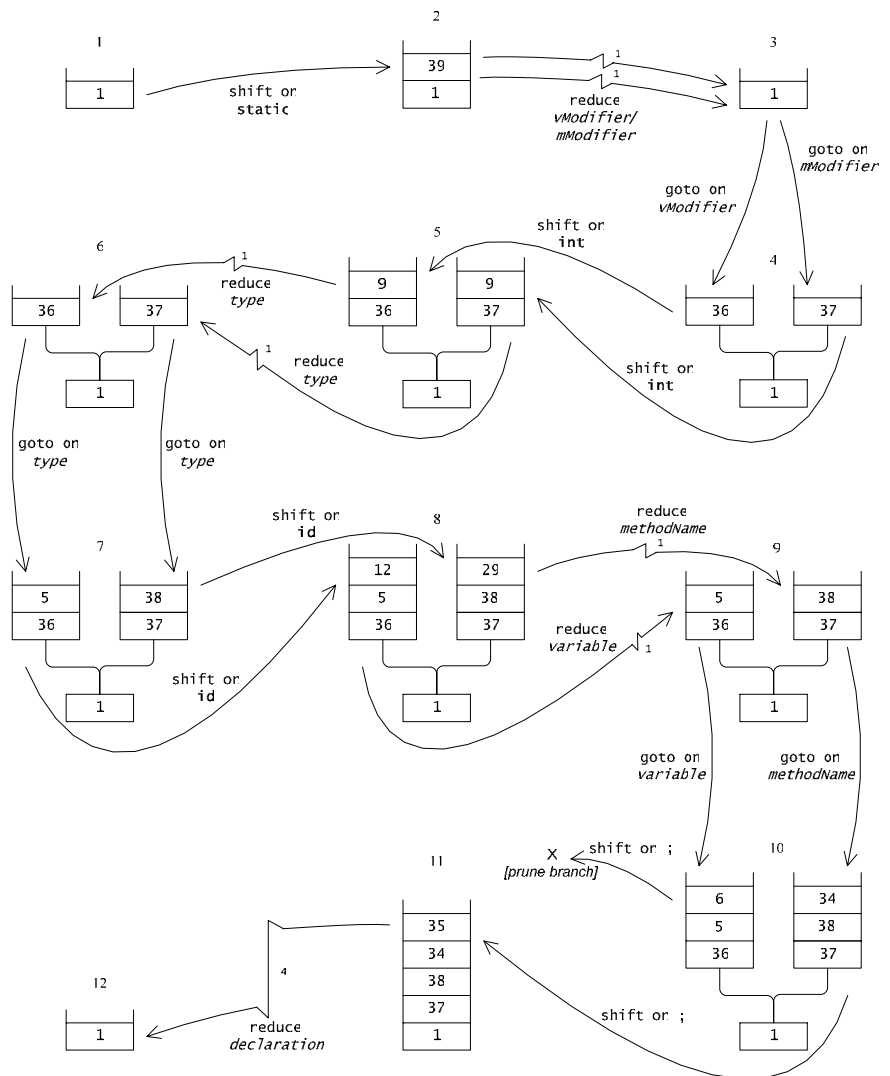 1
2
3
1
shift on
static
39
1
1
1
reduce
vModifier/
mModifier
1
goto on
mModifier
goto on
vModifier
6
5
4
shift on
int
1
reduce
type
9
9
36
37
36
37
36
37
1
reduce
type
shift on
int
1
1
1
goto on
type
goto on
type
7
8
9
shift on
id
reduce
methodName
1
12
29
5
38
5
38
5
38
36
37
36
37
36
37
reduce
variable
1
shift on
id
1
1
1
goto on
variable
goto on
methodName
11
10
X
shift on ;
[prune branch]
6
34
5
38
36
37
35
34
38
37
1
4
12
reduce
declaration
1
shift on ;
1